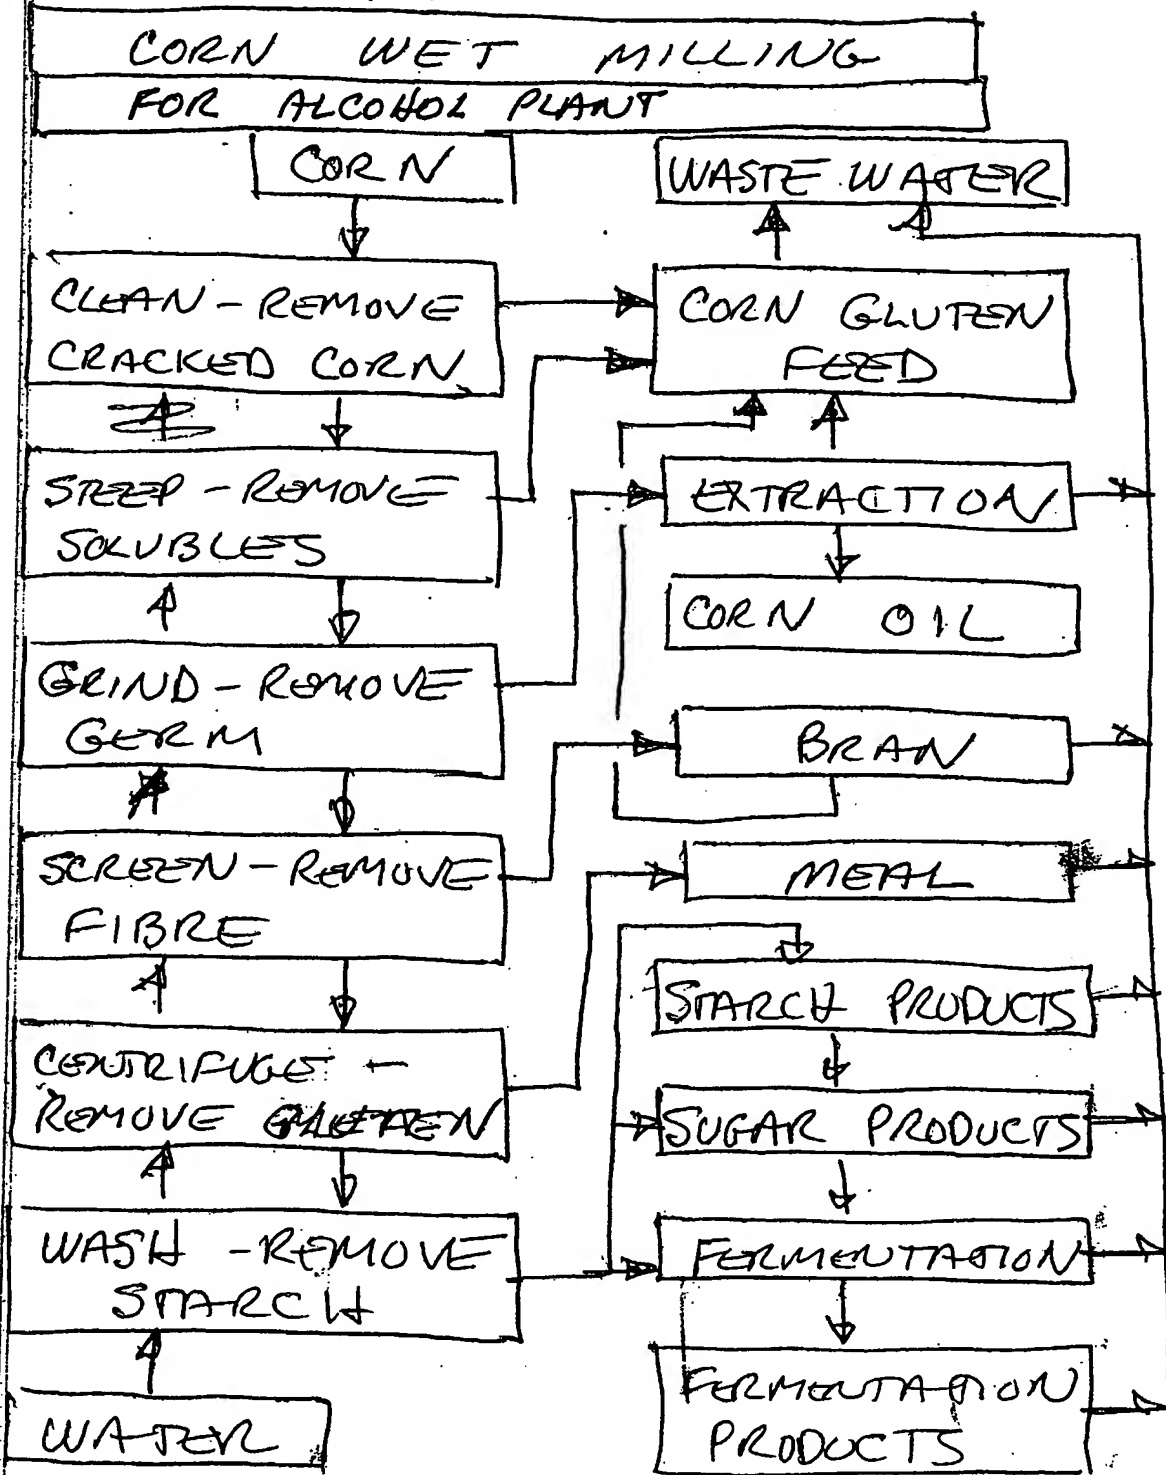 CORN WET MILLING
FOR ALCOHOL PLANT
CORN
WASTE WATER
CLEAN - REMOVE
CRACKED CORN
CORN GLUTEN
FEED
STEEP - REMOVE
SOLUBLES
EXTRACTION
CORN OIL
GRIND - REMOVE
GERM
BRAN
SCREEN - REMOVE
FIBRE
MEAL
STARCH PRODUCTS
CENTRIFUGE -
REMOVE GLUTEN
SUGAR PRODUCTS
WASH - REMOVE
STARCH
FERMENTATION
FERMENTATION
PRODUCTS
WATER